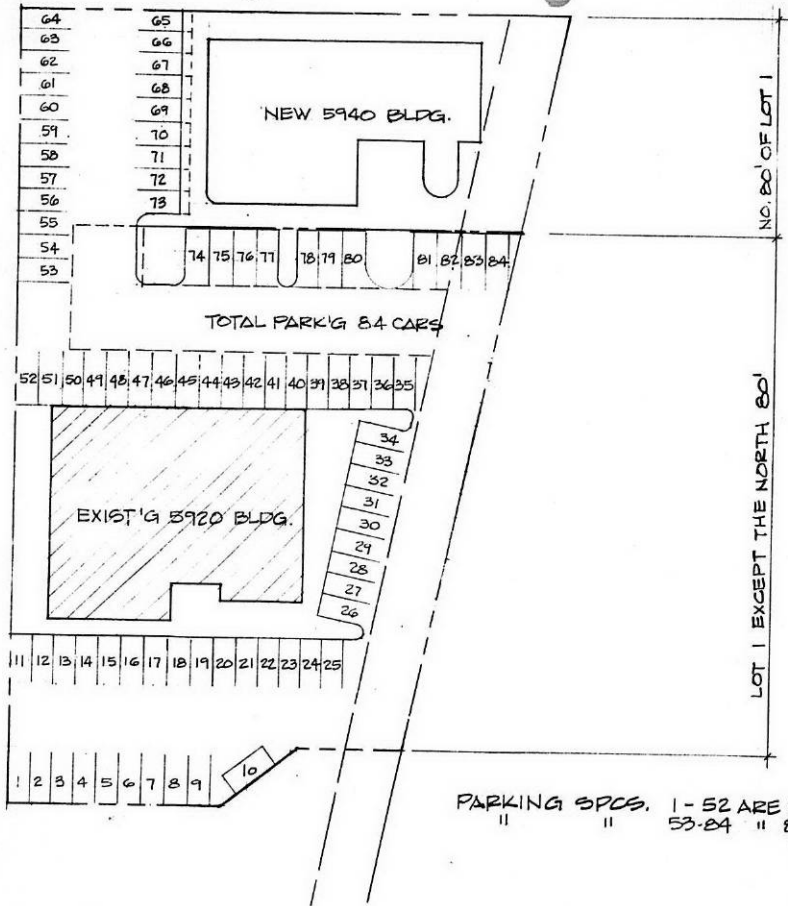 64 65
63 66
62 67
61 68
60 69
59 70
58 71
57 72
56 73
55
54
53
NEW 5940 BLDG.
74 75 76 77 78 79 80 81 82 83 84
TOTAL PARK'G 84 CARS
52 51 50 49 48 47 46 45 44 43 42 41 40 39 38 37 36 35
34
33
32
31
30
29
28
27
26
EXIST'G 5920 BLDG.
11 12 13 14 15 16 17 18 19 20 21 22 23 24 25
1 2 3 4 5 6 7 8 9 10
NO. 80' OF LOT 1
LOT 1 EXCEPT THE NORTH 80'
PARKING SPCS. 1-52 ARE
" " 53-84 "